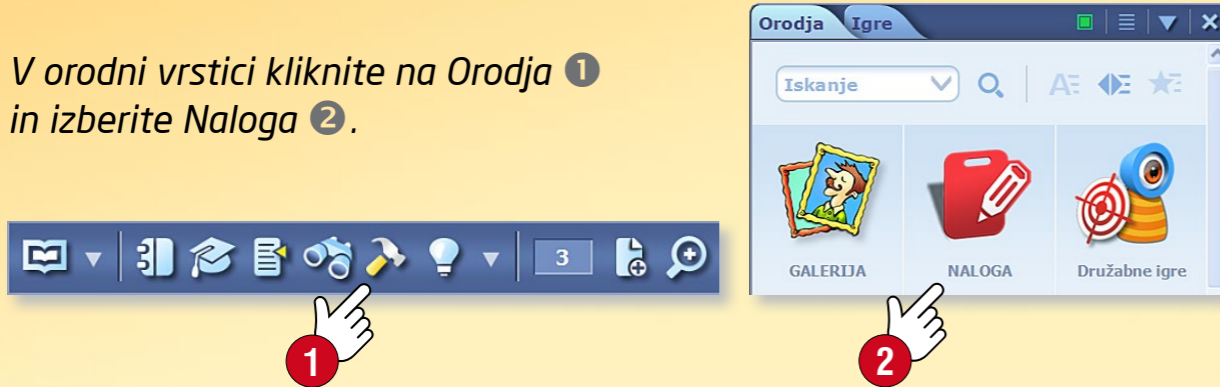 V orodni vrstici kliknite na Orodja ❶
in izberite Naloga ❷.
Orodja Igre
Iskanje
A
GALERIJA NALOGA Družabne igre
3
1
2